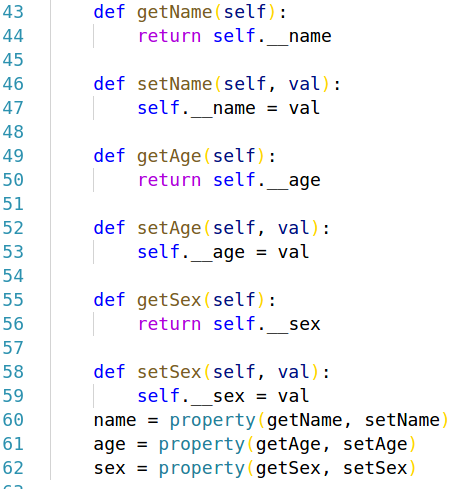 43 def getName(self):
44 return self.__name
45
46 def setName(self, val):
47 self.__name = val
48
49 def getAge(self):
50 return self.__age
51
52 def setAge(self, val):
53 self.__age = val
54
55 def getSex(self):
56 return self.__sex
57
58 def setSex(self, val):
59 self.__sex = val
60 name = property(getName, setName)
61 age = property(getAge, setAge)
62 sex = property(getSex, setSex)